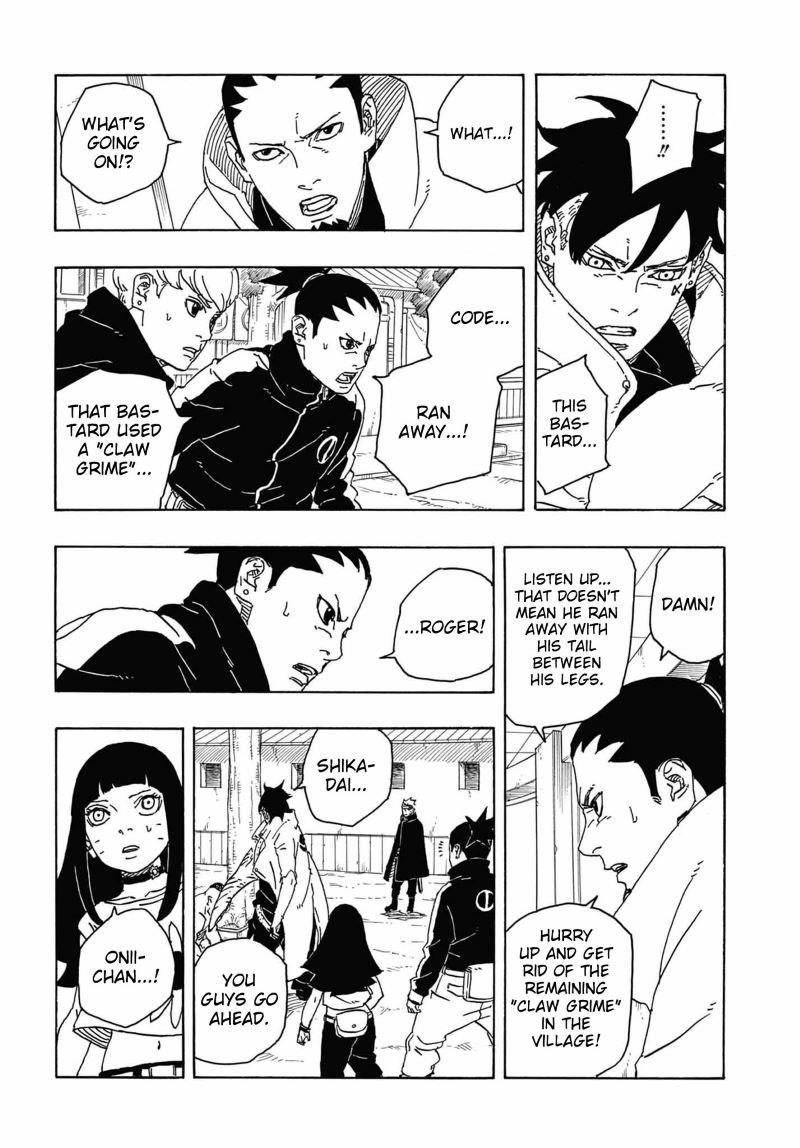 ......!!
THIS
BAS-
TARD...
WHAT...!
WHAT'S
GOING
ON!?
CODE...
RAN
AWAY...!
THAT BAS-
TARD USED
A "CLAW
GRIME"...
DAMN!
LISTEN UP...
THAT DOESN'T
MEAN HE RAN
AWAY WITH
HIS TAIL
BETWEEN
HIS LEGS.
HURRY
UP AND GET
RID OF THE
REMAINING
"CLAW GRIME"
IN THE
VILLAGE!
...ROGER!
SHIKA-
DAI...
YOU
GUYS GO
AHEAD.
ONII-
CHAN...!